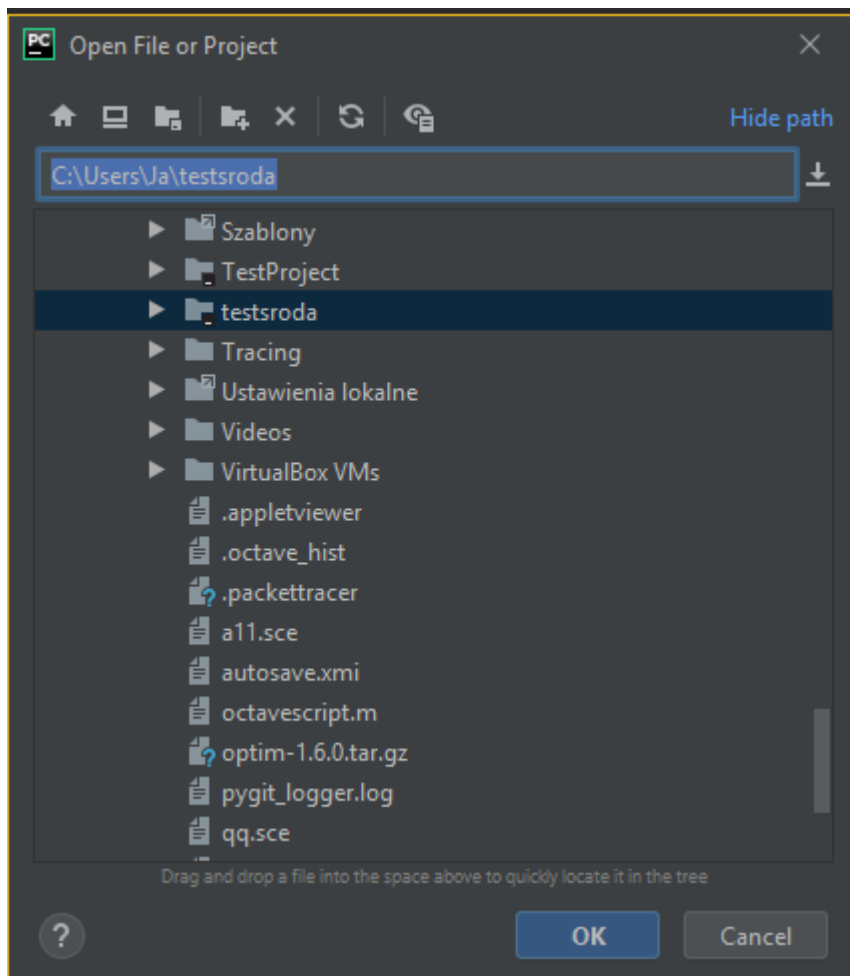 PC Open File or Project
Hide path
C:\Users\Ja\testsroda
Szablony
TestProject
testsroda
Tracing
Ustawienia lokalne
Videos
VirtualBox VMs
.appletviewer
.octave_hist
.packettracer
a11.sce
autosave.xmi
octavescript.m
optim-1.6.0.tar.gz
pygit_logger.log
qq.sce
Drag and drop a file into the space above to quickly locate it in the tree
? OK Cancel